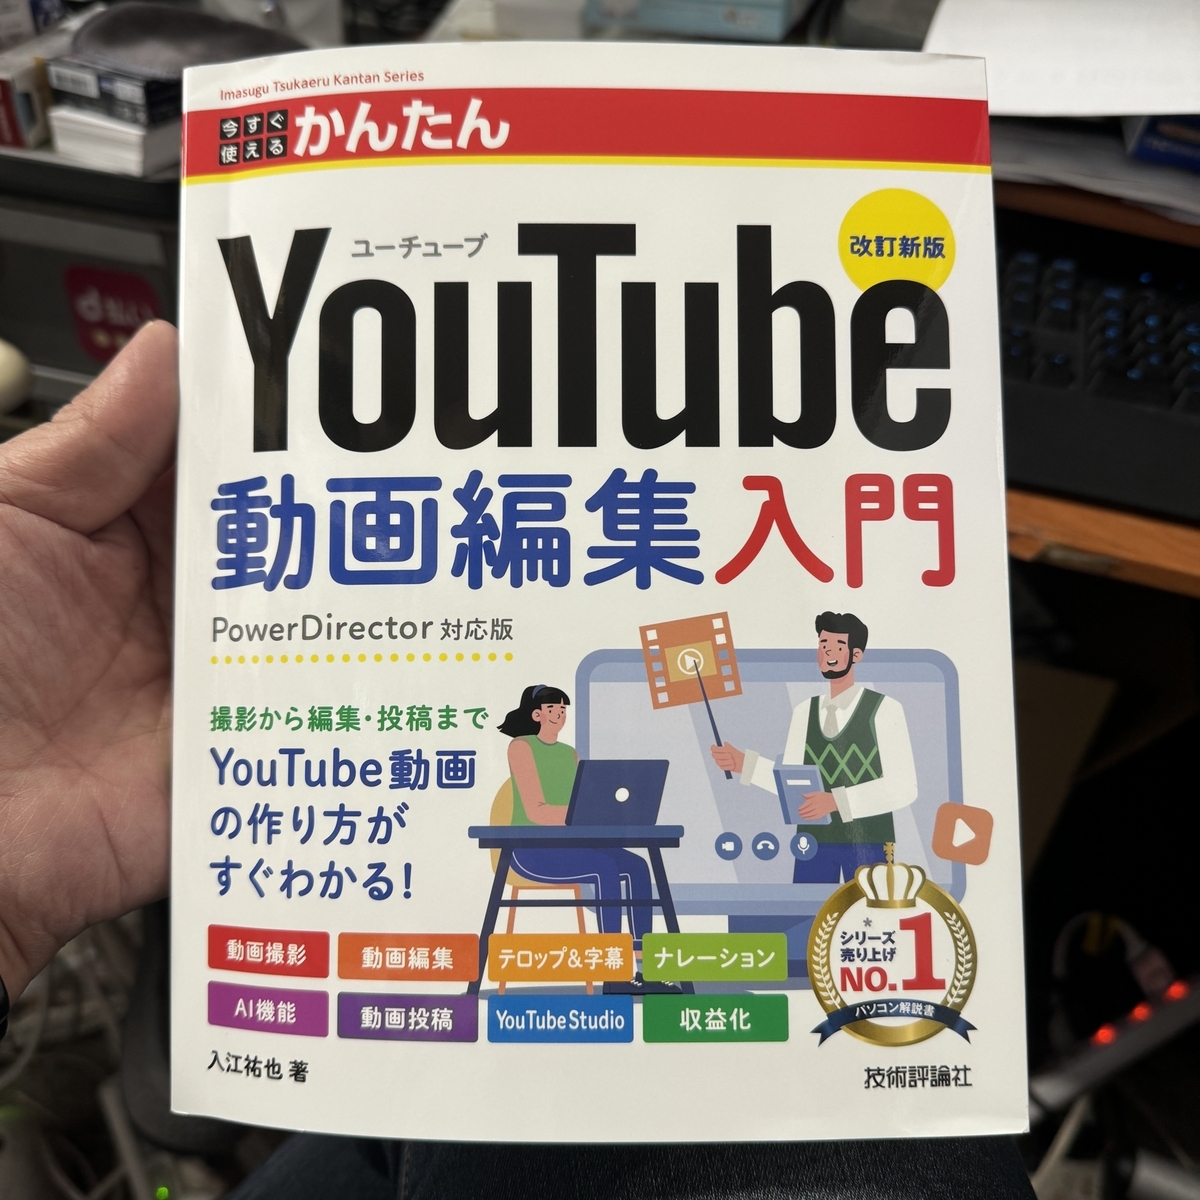 Imasugu Tsukaeru Kantan Series
今すぐ
使える
かんたん
改訂新版
ユーチューブ
YouTube
動画編集入門
PowerDirector 対応版
撮影から編集・投稿まで
YouTube動画
の作り方が
すぐわかる!
動画撮影
動画編集
テロップ&字幕
ナレーション
AI機能
動画投稿
YouTube Studio
収益化
*
シリーズ
売り上げ
NO.1
パソコン解説書
入江祐也 著
技術評論社